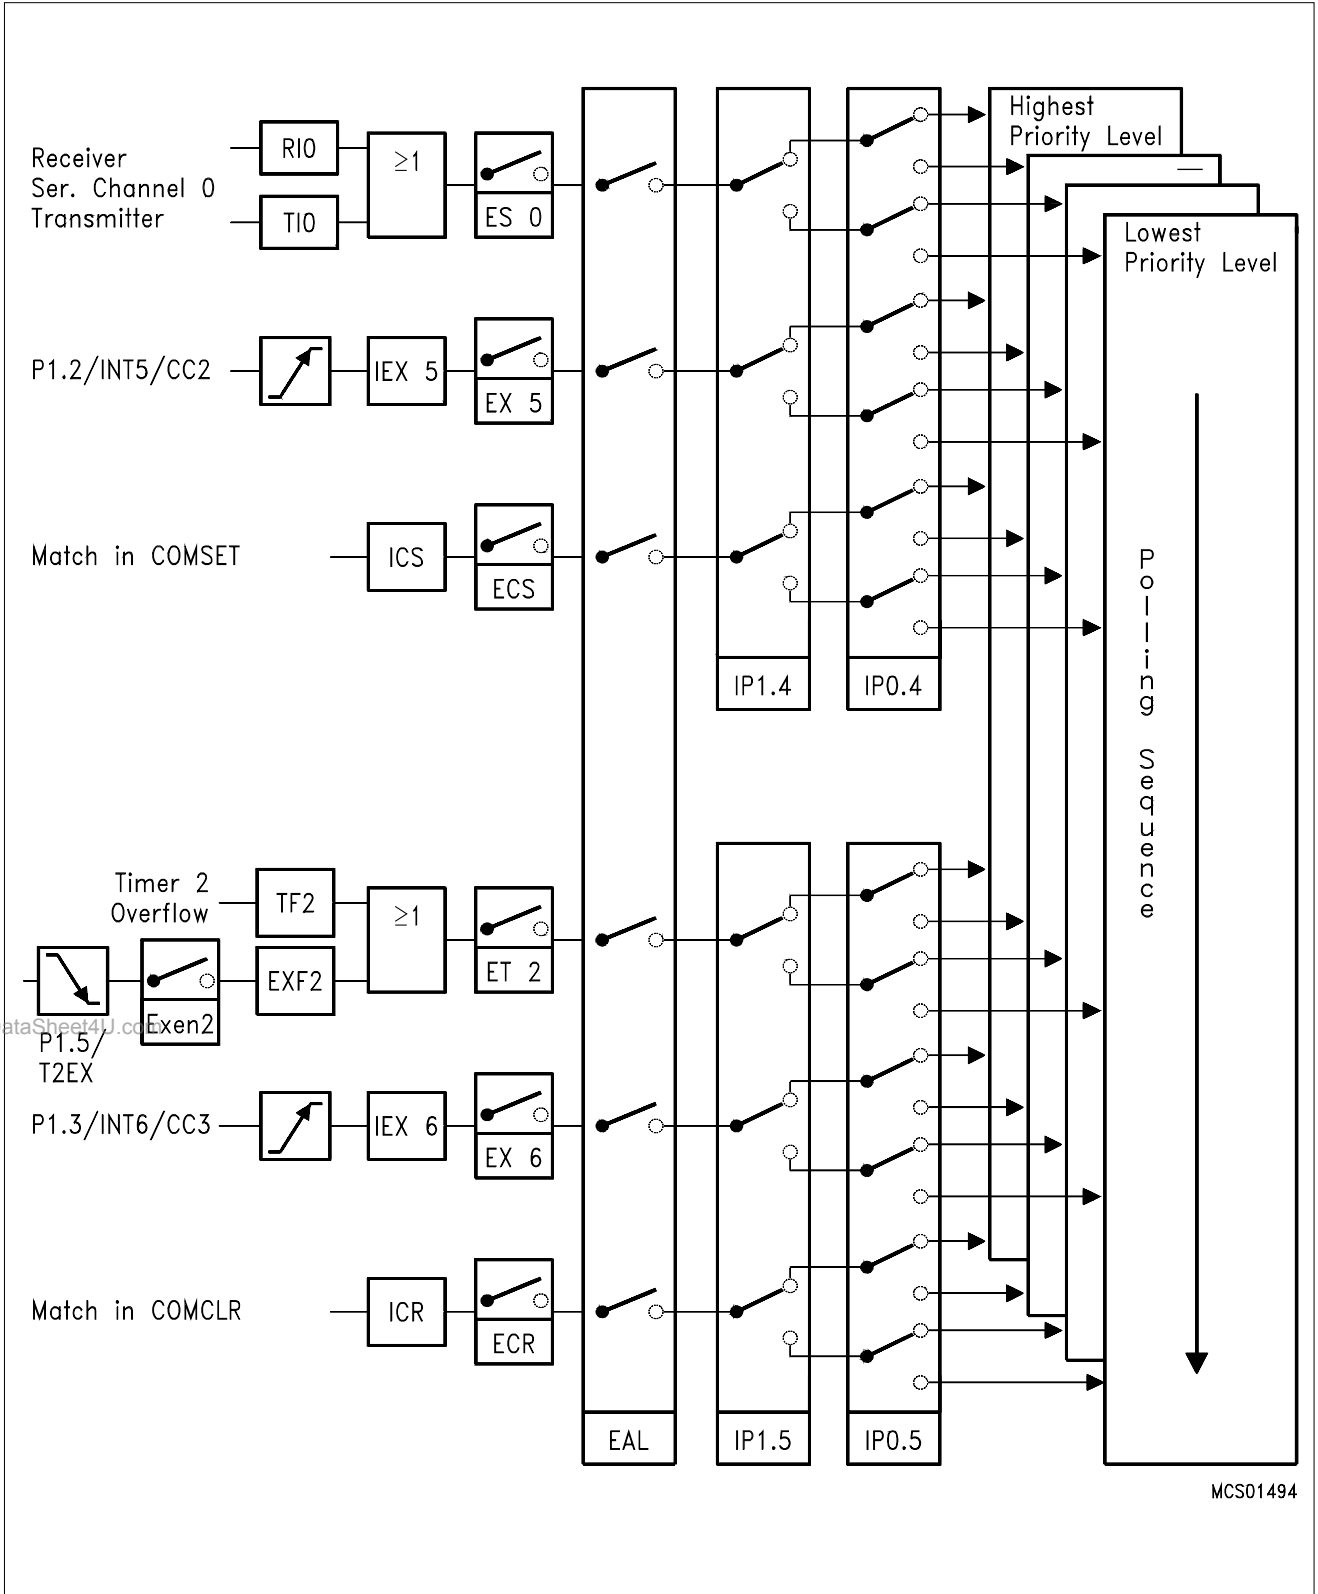 Highest
Priority Level
Receiver
Ser. Channel 0
Transmitter
RI0
TI0
≥1
ES 0
Lowest
Priority Level
P1.2/INT5/CC2
IEX 5
EX 5
Match in COMSET
ICS
ECS
IP1.4
IP0.4
Polling Sequence
Timer 2
Overflow
TF2
≥1
ET 2
EXF2
Exen2
P1.5/
T2EX
ataSheet4U.com
P1.3/INT6/CC3
IEX 6
EX 6
Match in COMCLR
ICR
ECR
EAL
IP1.5
IP0.5
MCS01494